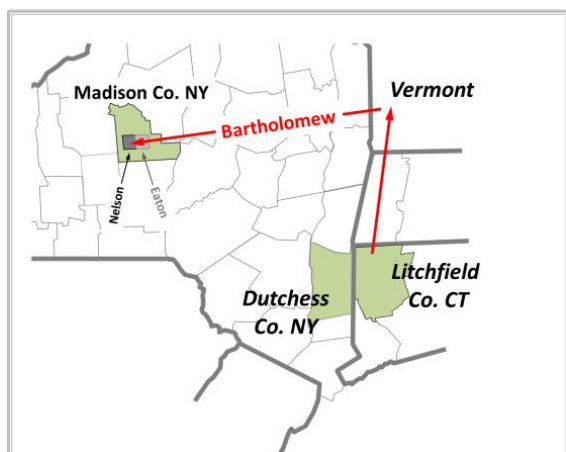 Madison Co. NY
Vermont
Bartholomew
Nelson
Eaton
Dutchess
Co. NY
Litchfield
Co. CT